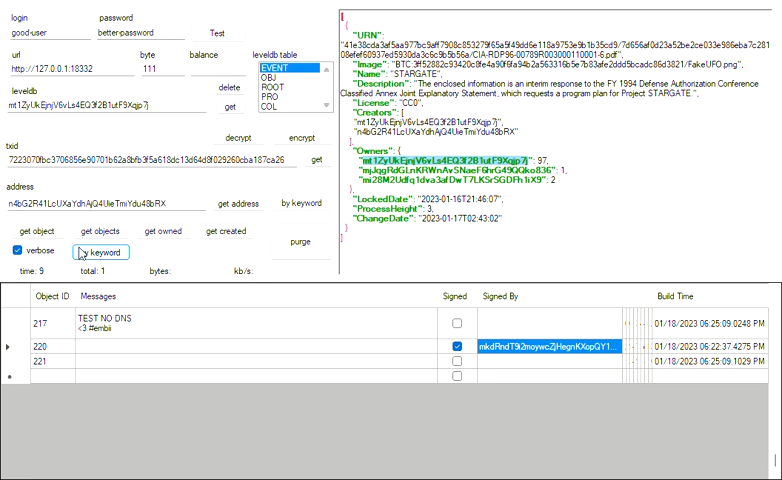 login
password
good-user
better-password
Test
url
byte
balance
leveldb table
http://127.0.0.1:18332
111
EVENT
OBJ
ROOT
PRO
COL
leveldb
delete
mt1ZyUkEjnjV6vLs4EQ3f2B1utF9Xqjp7j
get
decrypt
encrypt
txid
7223070fbc3706856e90701b62a8bfb3f5a618dc13d64d8f029260cba187ca26
get
address
n4bG2R41LcUXaYdhAjQ4UieTmiYdu48bRX
get address
by keyword
get object
get objects
get owned
get created
purge
verbose
by keyword
time: 9
total: 1
bytes:
kb/s:
[
{
"URN":
"41e38cda3af5aa977bc9aff7908c853279f65a5f49dd6e118a9753e9b1b35cd9/7d656af0d23a52be2ce033e986eba7c281
08efef60937ed5930da3c6c9b5b56a/CIA-RDP96-00789R003000110001-6.pdf",
"Image": "BTC:3ff52882c93420c8fe4a90f6fa94b2a563316b5e7b83afe2ddd5bcadc86d3821/FakeUFO.png",
"Name": "STARGATE",
"Description": "The enclosed information is an interim response to the FY 1994 Defense Authorization Conference
Classified Annex Joint Explanatory Statement, which requests a program plan for Project STARGATE.",
"License": "CC0",
"Creators": [
"mt1ZyUkEjnjV6vLs4EQ3f2B1utF9Xqjp7j",
"n4bG2R41LcUXaYdhAjQ4UieTmiYdu48bRX"
],
"Owners": {
"mt1ZyUkEjnjV6vLs4EQ3f2B1utF9Xqjp7j": 97,
"mjJqgRdGLnKRWnAvSNaeF6hrG49QQko836": 1,
"mi28M2Udfq1dva3afDwT7LKSrSGDFh1iX9": 2
},
"LockedDate": "2023-01-16T21:46:07",
"ProcessHeight": 3,
"ChangeDate": "2023-01-17T02:43:02"
}
]
Object ID
Messages
Signed
Signed By
Build Time
217
TEST NO DNS
<3 #embii
01/18/2023 06:25:09.0248 PM
220
mkdRndT9i2moywcZjHegnKXopQY1...
01/18/2023 06:22:37.4275 PM
221
01/18/2023 06:25:09.1029 PM